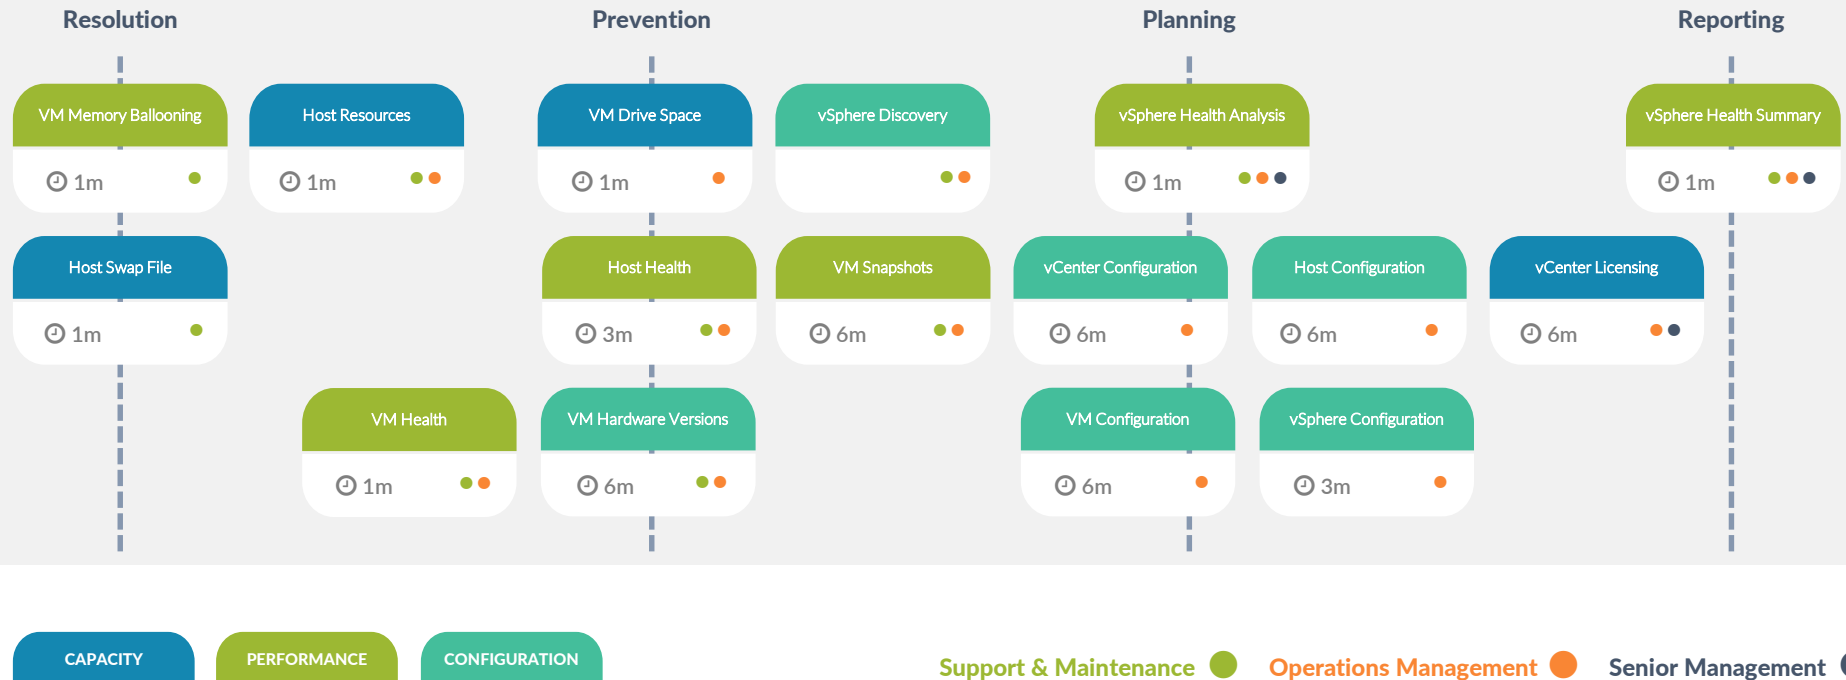 Resolution
Prevention
Planning
Reporting
VM Memory Ballooning
Host Resources
VM Drive Space
vSphere Discovery
vSphere Health Analysis
vSphere Health Summary
1m
1m
1m
1m
1m
Host Swap File
Host Health
VM Snapshots
vCenter Configuration
Host Configuration
vCenter Licensing
1m
3m
6m
6m
6m
6m
VM Health
VM Hardware Versions
VM Configuration
vSphere Configuration
1m
6m
6m
3m
CAPACITY
PERFORMANCE
CONFIGURATION
Support & Maintenance
Operations Management
Senior Management